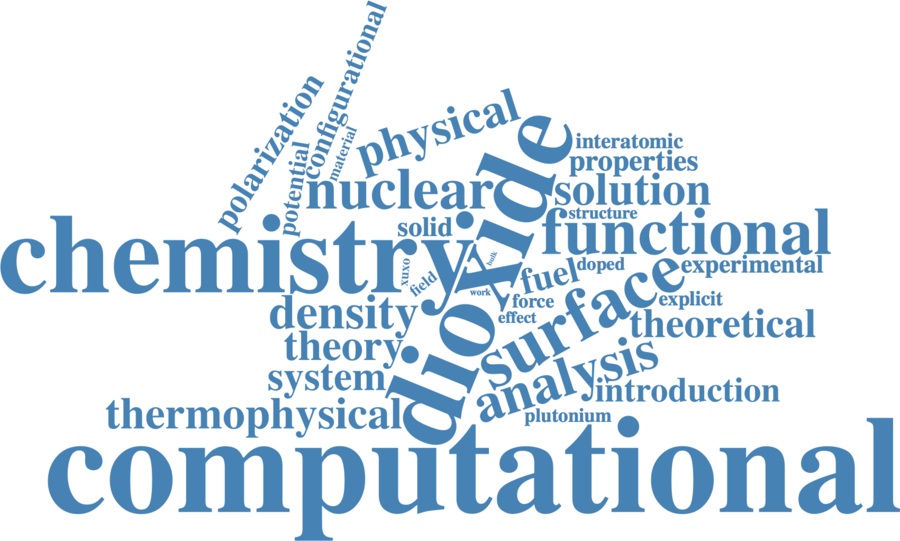 configurational
polarization
physical
material
potential
interatomic
properties
nuclear
dioxide
solution
structure
solid
functional
chemistry
bulk
xuxo
field
fuel
doped
experimental
work
surface
force
explicit
density
effect
theoretical
theory
analysis
system
introduction
thermophysical
plutonium
computational